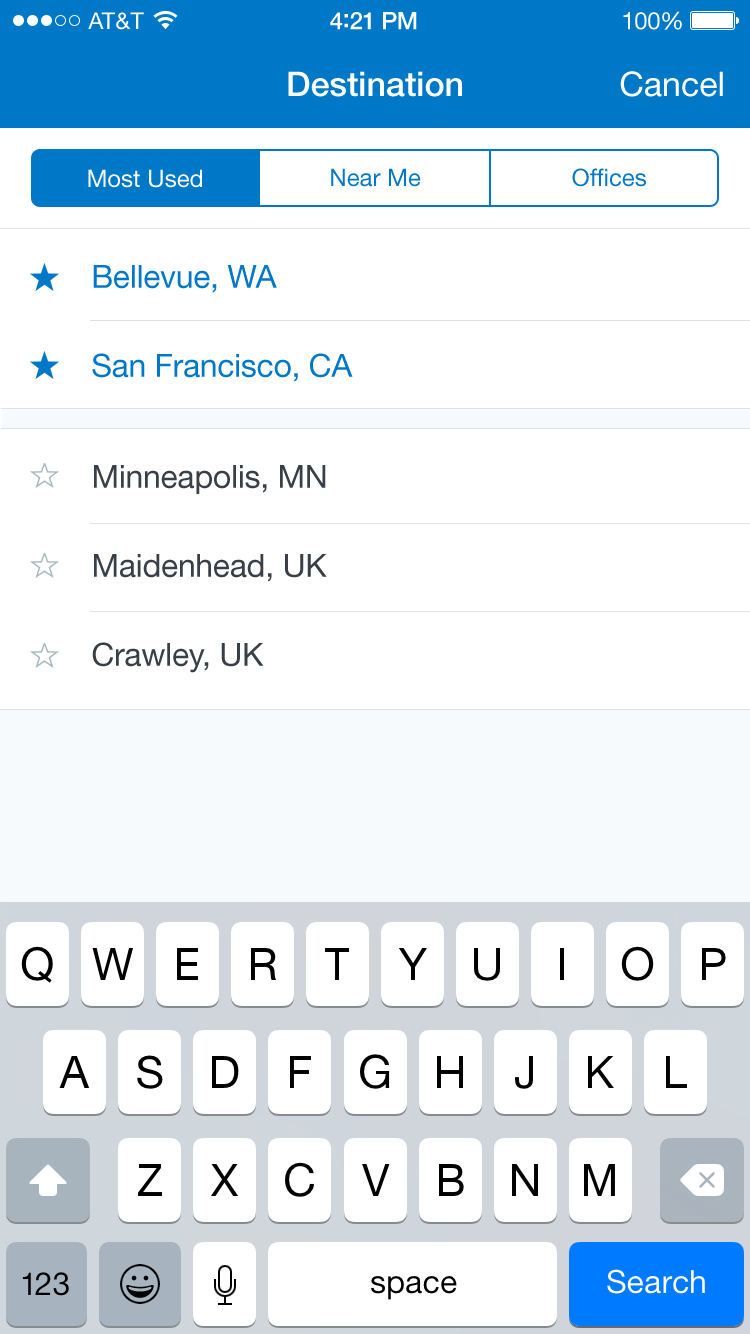 AT&T 4:21 PM 100%
Destination Cancel
Most Used Near Me Offices
Bellevue, WA
San Francisco, CA
Minneapolis, MN
Maidenhead, UK
Crawley, UK
Q W E R T Y U I O P
A S D F G H J K L
Z X C V B N M
123 space Search